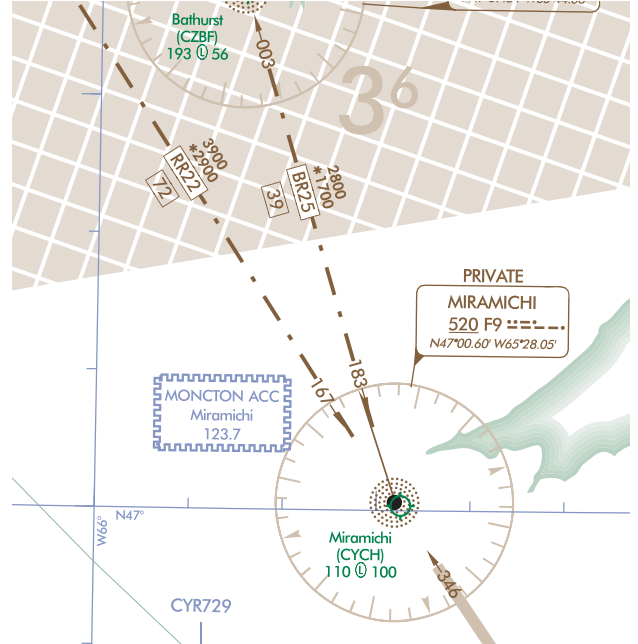 Bathurst
(CZBF)
193 Ⓛ 56
003
3⁶
3900
*2900
RR22
72
2800
*1700
BR25
39
PRIVATE
MIRAMICHI
520 F9
N47°00.60' W65°28.05'
183
167
MONCTON ACC
Miramichi
123.7
N47°
W66°
Miramichi
(CYCH)
110 Ⓛ 100
346
CYR729